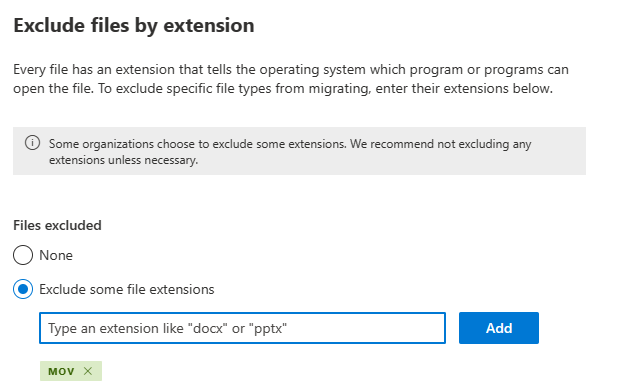 Exclude files by extension
Every file has an extension that tells the operating system which program or programs can
open the file. To exclude specific file types from migrating, enter their extensions below.
Some organizations choose to exclude some extensions. We recommend not excluding any
extensions unless necessary.
Files excluded
None
Exclude some file extensions
Type an extension like "docx" or "pptx"
Add
MOV